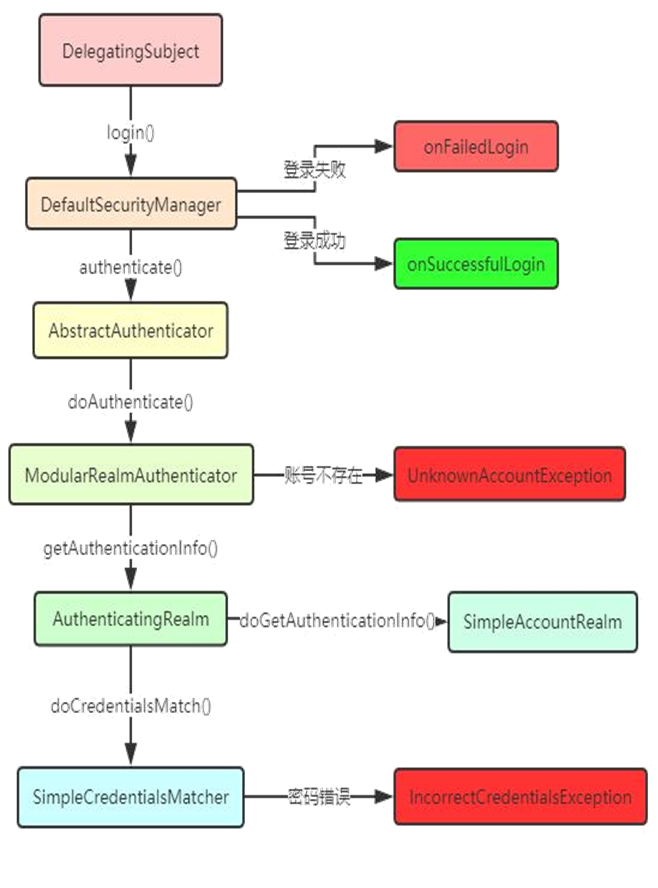 DelegatingSubject
login()
onFailedLogin
登录失败
DefaultSecurityManager
登录成功
onSuccessfulLogin
authenticate()
AbstractAuthenticator
doAuthenticate()
ModularRealmAuthenticator
账号不存在
UnknownAccountException
getAuthenticationInfo()
AuthenticatingRealm
doGetAuthenticationInfo()
SimpleAccountRealm
doCredentialsMatch()
SimpleCredentialsMatcher
密码错误
IncorrectCredentialsException